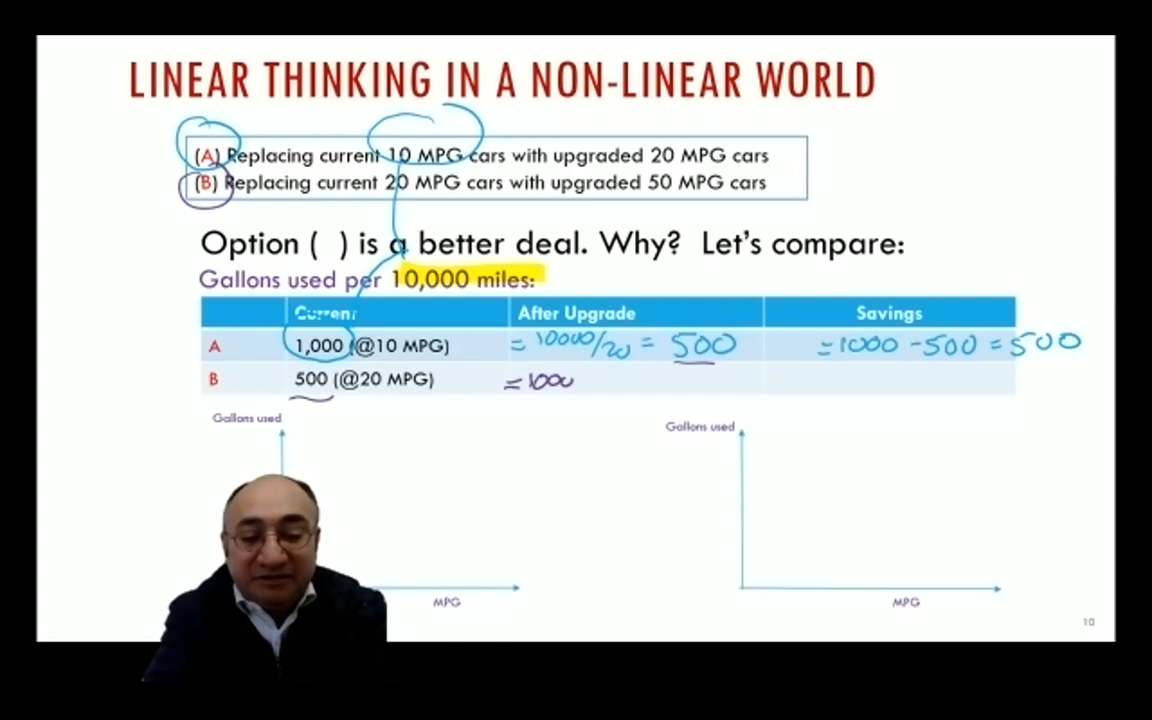 LINEAR THINKING IN A NON-LINEAR WORLD
(A) Replacing current 10 MPG cars with upgraded 20 MPG cars
(B) Replacing current 20 MPG cars with upgraded 50 MPG cars
Option ( ) is a better deal. Why? Let's compare:
Gallons used per 10,000 miles:
Current After Upgrade Savings
A 1,000 (@10 MPG) = 10000/20 = 500 = 1000 - 500 = 500
B 500 (@20 MPG) = 1000
Gallons used
Gallons used
MPG
MPG
10